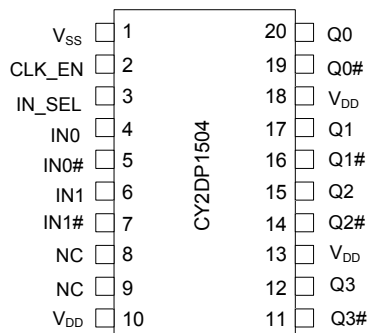 VSS 1 20 Q0
CLK_EN 2 19 Q0#
IN_SEL 3 18 VDD
IN0 4 17 Q1
IN0# 5 16 Q1#
IN1 6 15 Q2
IN1# 7 14 Q2#
NC 8 13 VDD
NC 9 12 Q3
VDD 10 11 Q3#
CY2DP1504